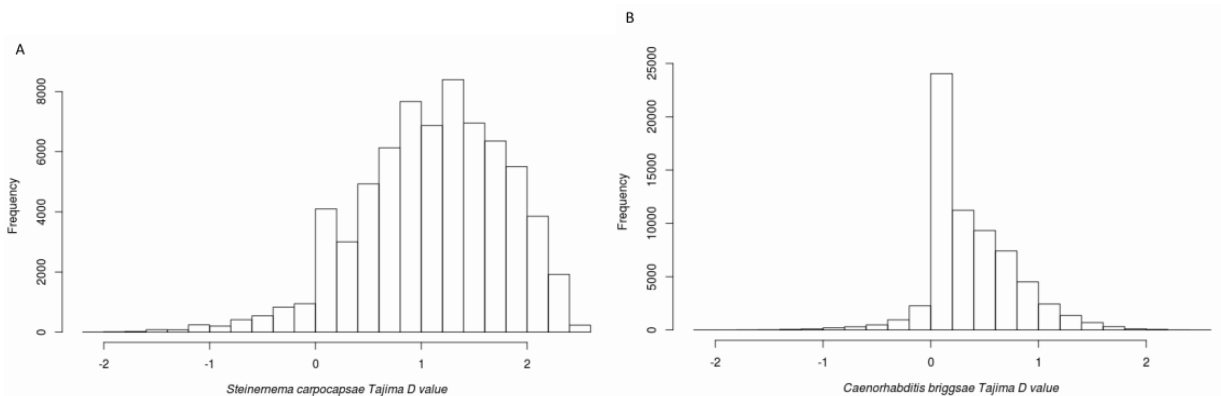 A
Frequency
8000
6000
4000
2000
0
-2 -1 0 1 2
Steinernema carpocapsae Tajima D value
B
Frequency
25000
20000
15000
10000
5000
0
-2 -1 0 1 2
Caenorhabditis briggsae Tajima D value